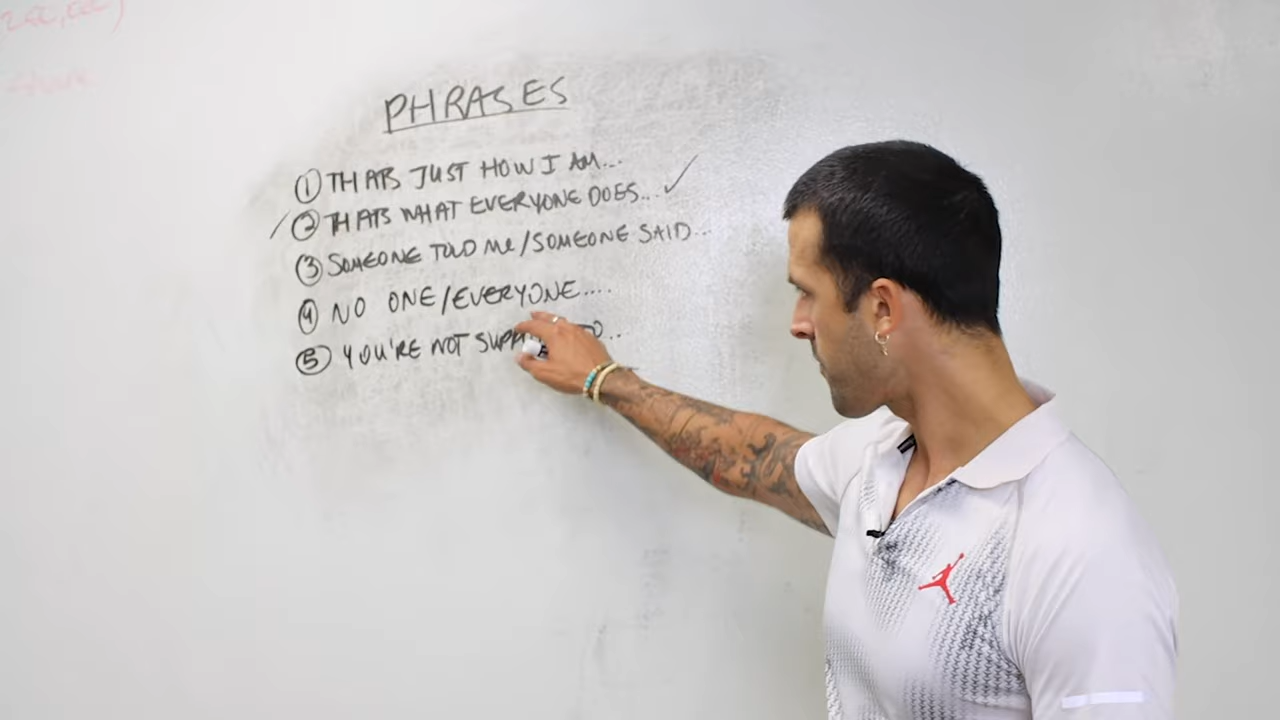 PHRASES
① THATS JUST HOW I AM...
② THATS WHAT EVERYONE DOES...
③ SOMEONE TOLD ME/SOMEONE SAID...
④ NO ONE/EVERYONE....
⑤ YOU'RE NOT